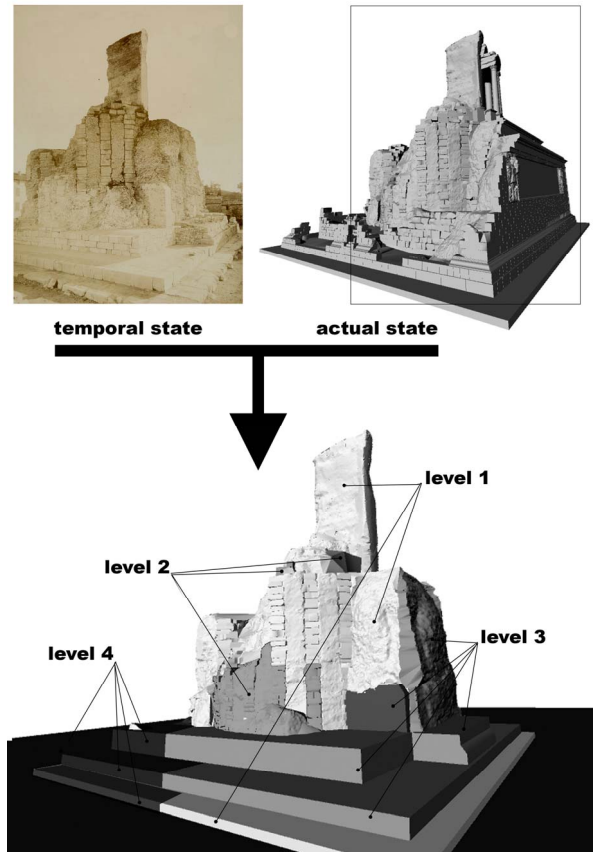 temporal state
actual state
level 1
level 2
level 3
level 4